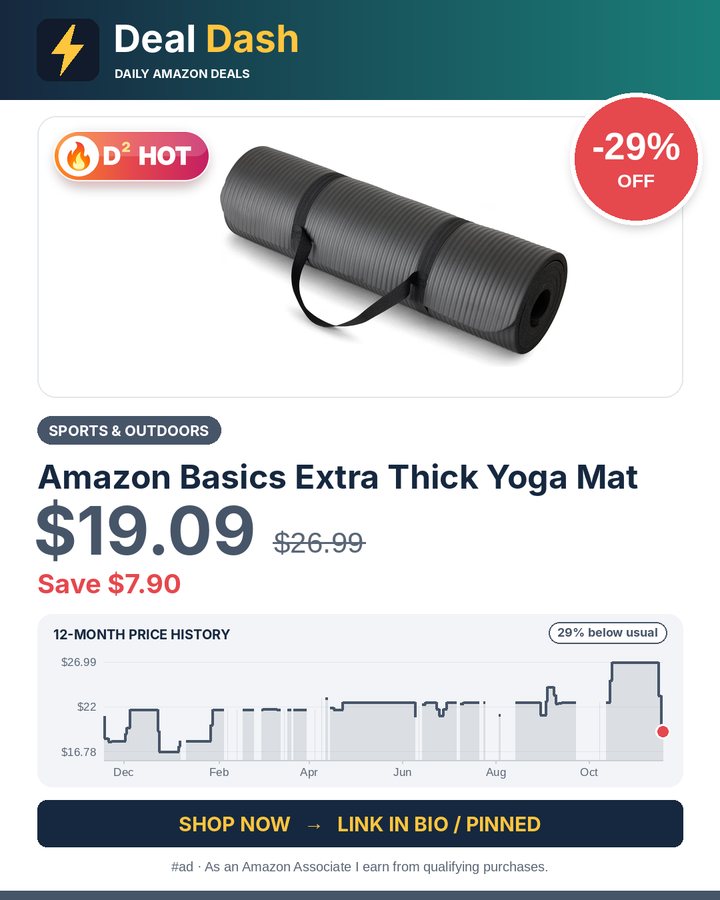 Deal Dash
DAILY AMAZON DEALS
-29%
OFF
D² HOT
SPORTS & OUTDOORS
Amazon Basics Extra Thick Yoga Mat
$19.09 $26.99
Save $7.90
12-MONTH PRICE HISTORY
29% below usual
$26.99
$22
$16.78
Dec Feb Apr Jun Aug Oct
SHOP NOW → LINK IN BIO / PINNED
#ad · As an Amazon Associate I earn from qualifying purchases.